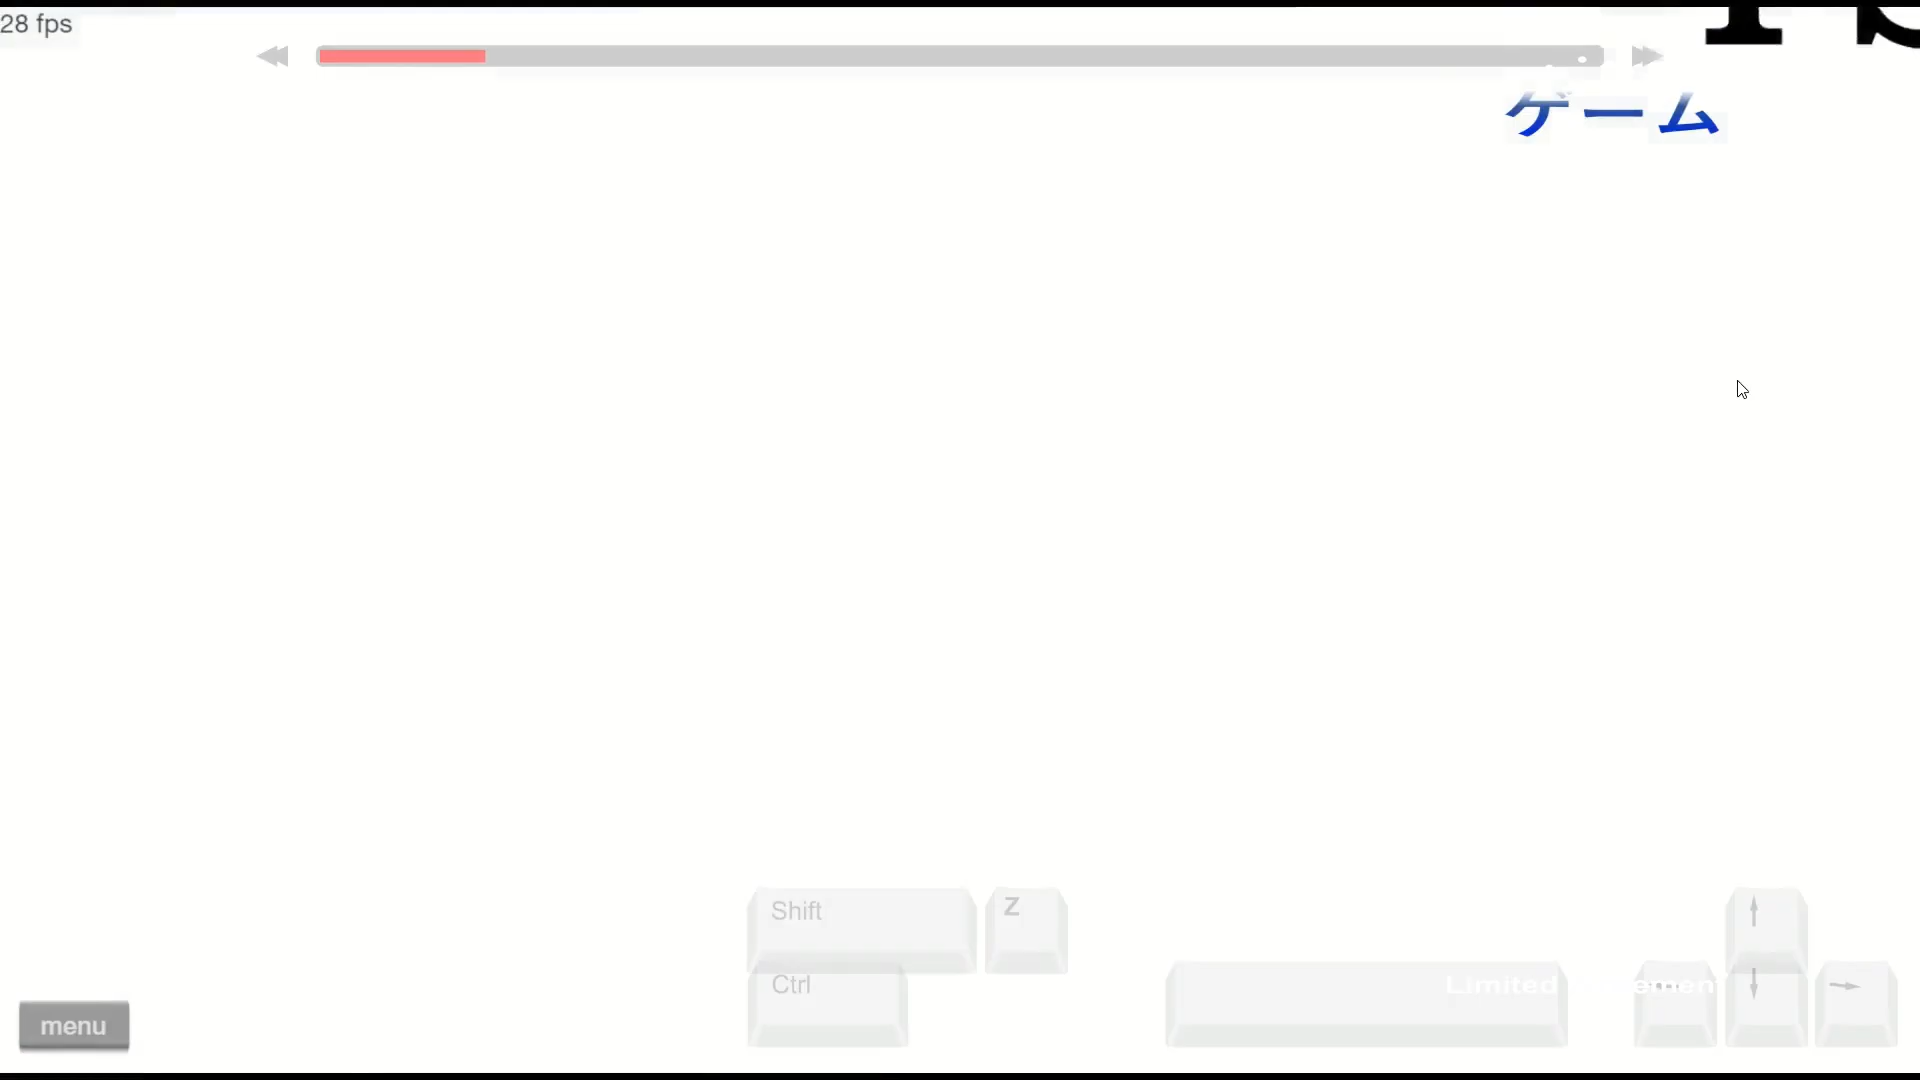 28 fps
ゲーム
Shift
Z
Ctrl
Limited
menu